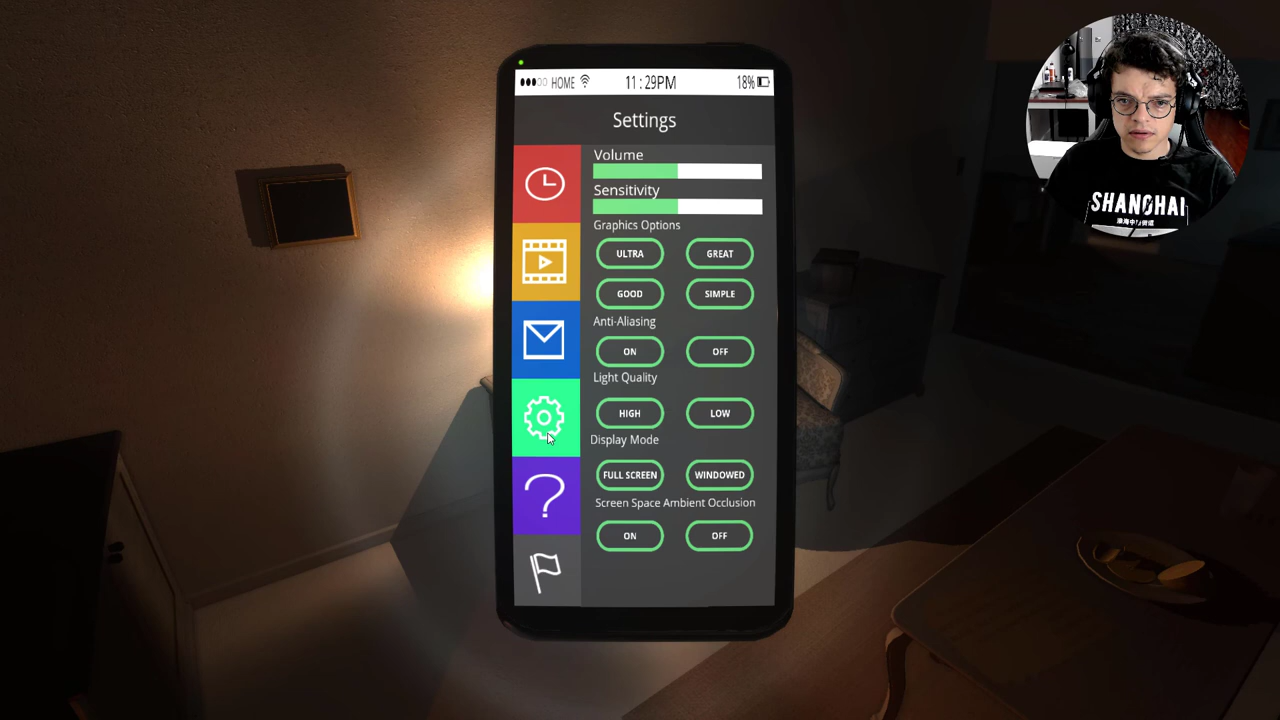 HOME 11:29PM 18%
Settings
Volume
Sensitivity
Graphics Options
ULTRA GREAT
GOOD SIMPLE
Anti-Aliasing
ON OFF
Light Quality
HIGH LOW
Display Mode
FULL SCREEN WINDOWED
Screen Space Ambient Occlusion
ON OFF
SHANGHAI